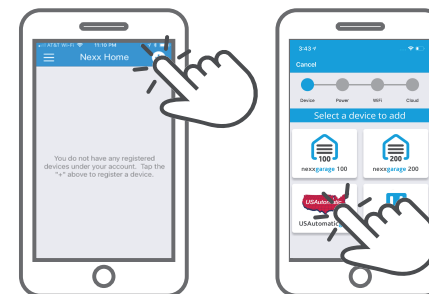 AT&T Wi-Fi 11:10 PM
Nexx Home
You do not have any registered
devices under your account. Tap the
"+" above to register a device.
3:43
Cancel
Device Power WiFi Cloud
Select a device to add
100 200
nexxgarage 100 nexxgarage 200
USAutomatic
USAutomatic